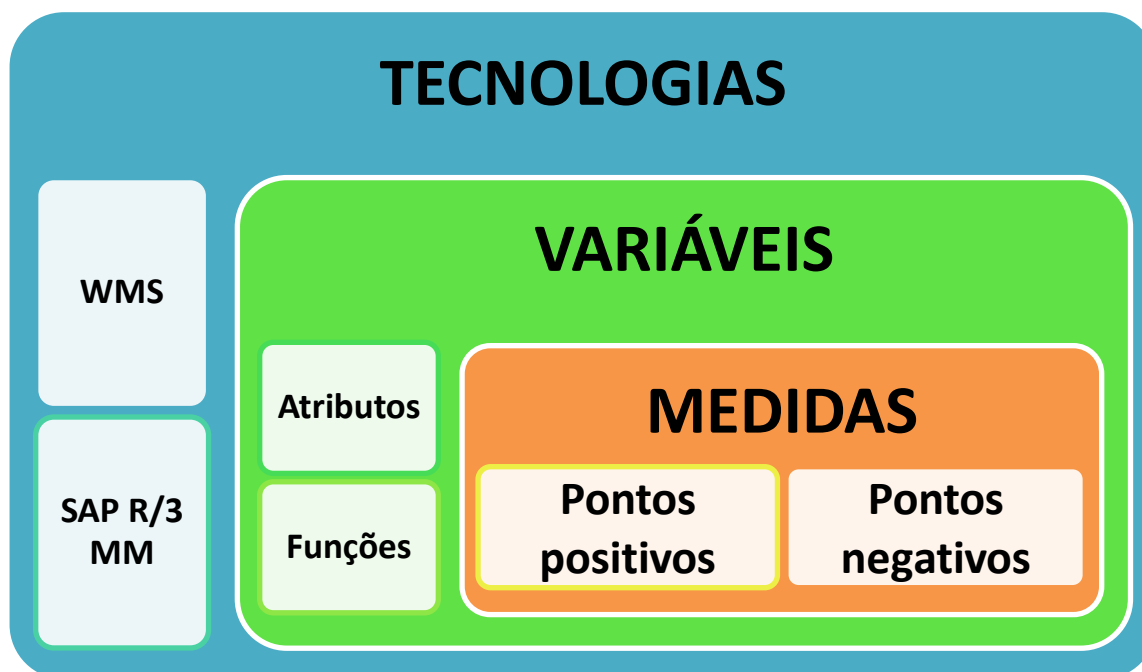 TECNOLOGIAS
WMS
SAP R/3
MM
VARIÁVEIS
Atributos
Funções
MEDIDAS
Pontos
positivos
Pontos
negativos